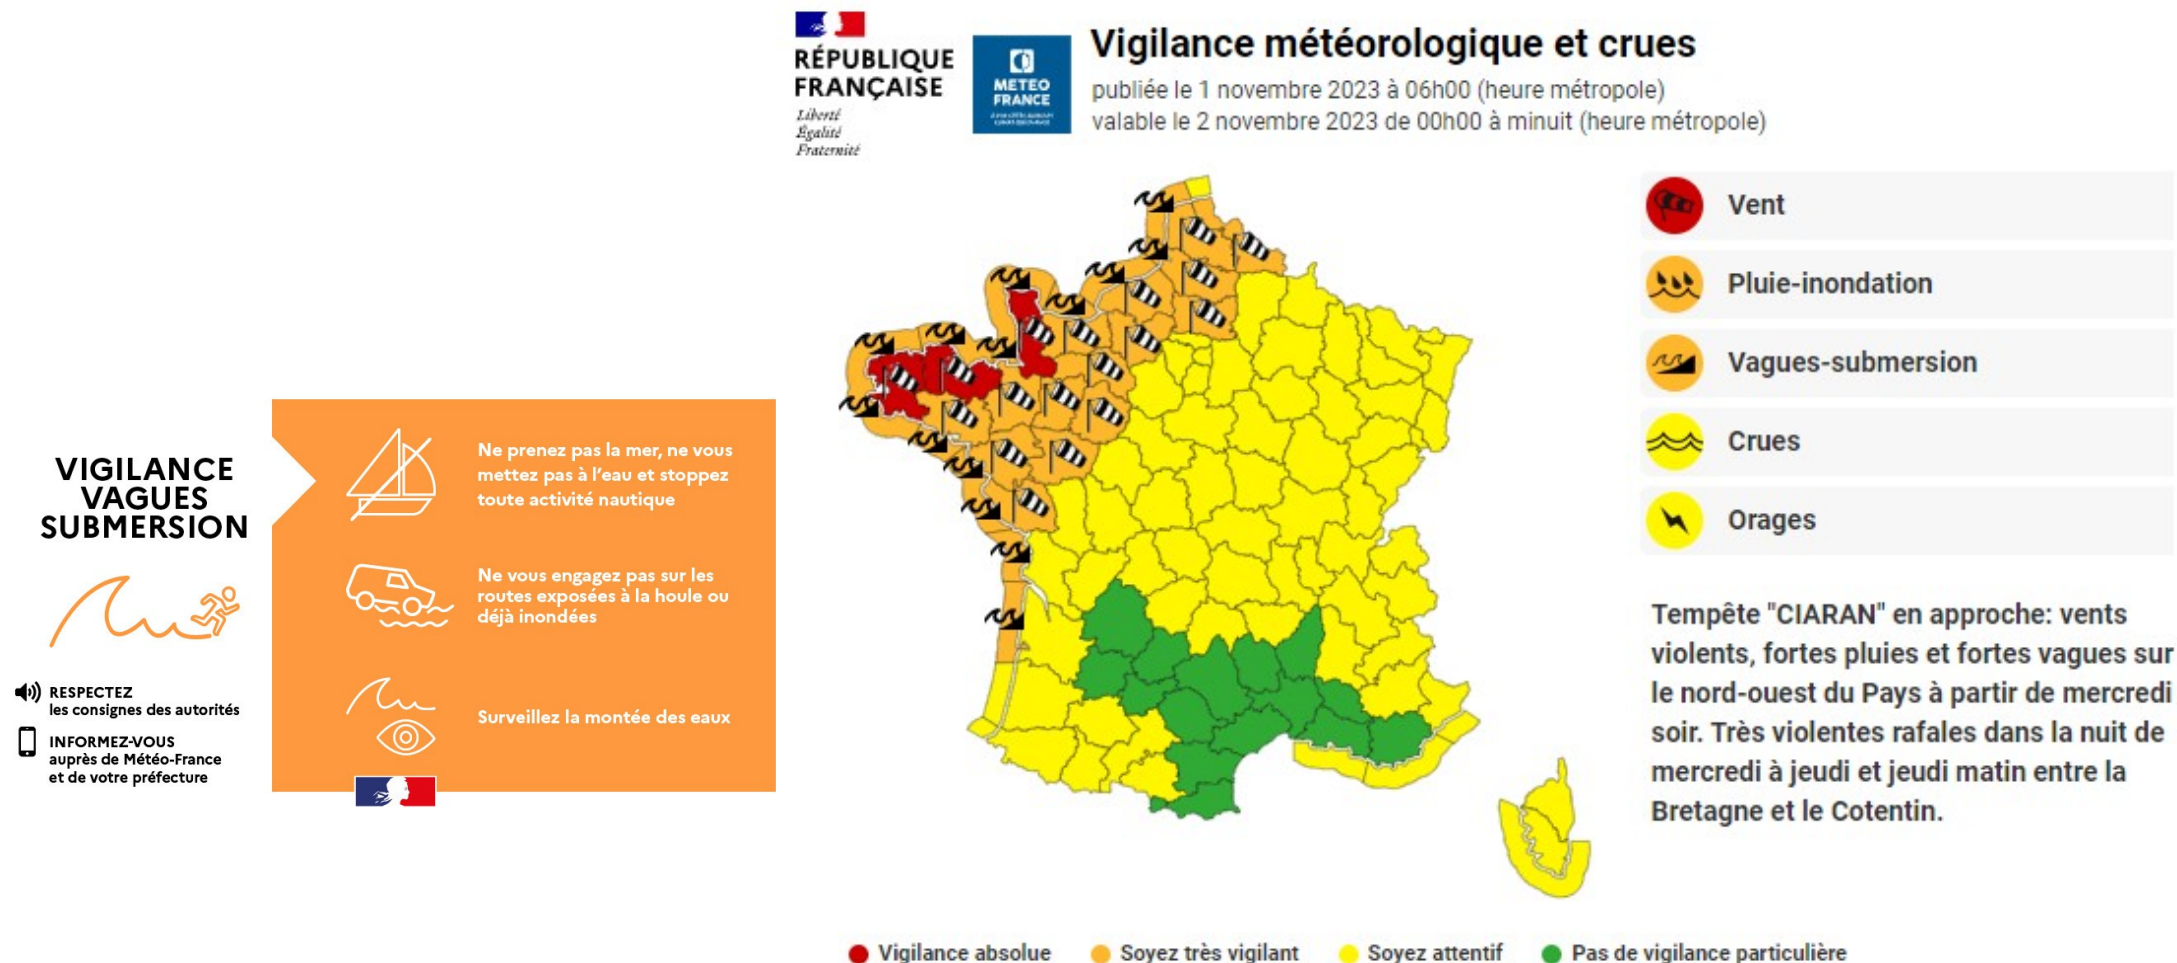 VIGILANCE
VAGUES
SUBMERSION
RESPECTEZ
les consignes des autorités
INFORMEZ-VOUS
auprès de Météo-France
et de votre préfecture
Ne prenez pas la mer, ne vous
mettez pas à l'eau et stoppez
toute activité nautique
Ne vous engagez pas sur les
routes exposées à la houle ou
déjà inondées
Surveillez la montée des eaux
RÉPUBLIQUE
FRANÇAISE
Liberté
Égalité
Fraternité
METEO
FRANCE
Vigilance météorologique et crues
publiée le 1 novembre 2023 à 06h00 (heure métropole)
valable le 2 novembre 2023 de 00h00 à minuit (heure métropole)
Vent
Pluie-inondation
Vagues-submersion
Crues
Orages
Tempête "CIARAN" en approche: vents
violents, fortes pluies et fortes vagues sur
le nord-ouest du Pays à partir de mercredi
soir. Très violentes rafales dans la nuit de
mercredi à jeudi et jeudi matin entre la
Bretagne et le Cotentin.
Vigilance absolue
Soyez très vigilant
Soyez attentif
Pas de vigilance particulière